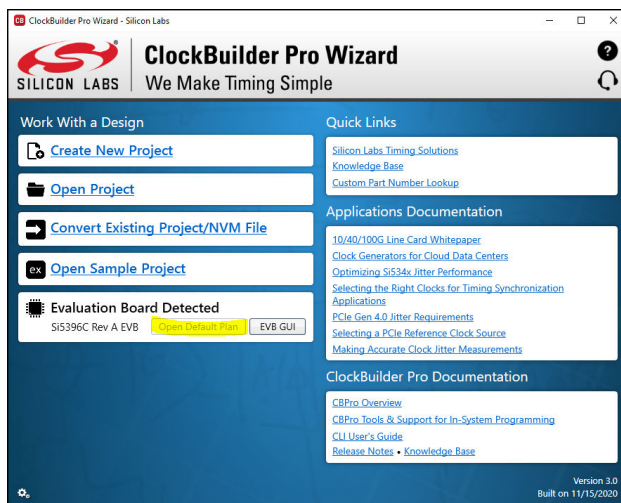 CB ClockBuilder Pro Wizard - Silicon Labs
SILICON LABS
ClockBuilder Pro Wizard
We Make Timing Simple
?
Work With a Design
Create New Project
Open Project
Convert Existing Project/NVM File
ex Open Sample Project
Evaluation Board Detected
Si5396C Rev A EVB Open Default Plan EVB GUI
Quick Links
Silicon Labs Timing Solutions
Knowledge Base
Custom Part Number Lookup
Applications Documentation
10/40/100G Line Card Whitepaper
Clock Generators for Cloud Data Centers
Optimizing Si534x Jitter Performance
Selecting the Right Clocks for Timing Synchronization
Applications
PCIe Gen 4.0 Jitter Requirements
Selecting a PCIe Reference Clock Source
Making Accurate Clock Jitter Measurements
ClockBuilder Pro Documentation
CBPro Overview
CBPro Tools & Support for In-System Programming
CLI User's Guide
Release Notes • Knowledge Base
Version 3.0
Built on 11/15/2020